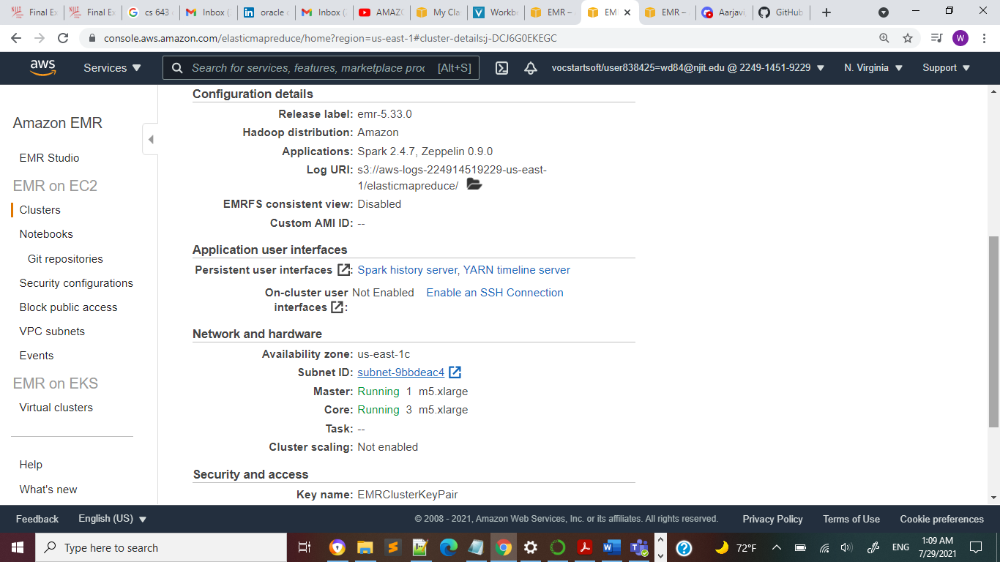 Final Ex
Final Ex
cs 643
Inbox (
oracle c
Inbox (
AMAZ
My Cla
Workb
EMR –
EM
EMR –
Aarjavi
GitHub
console.aws.amazon.com/elasticmapreduce/home?region=us-east-1#cluster-details:j-DCJ6G0EKEGC
W
aws
Services
Search for services, features, marketplace proc [Alt+S]
vocstartsoft/user838425=wd84@njit.edu @ 2249-1451-9229
N. Virginia
Support
Amazon EMR
EMR Studio
EMR on EC2
Clusters
Notebooks
Git repositories
Security configurations
Block public access
VPC subnets
Events
EMR on EKS
Virtual clusters
Help
What's new
Configuration details
Release label: emr-5.33.0
Hadoop distribution: Amazon
Applications: Spark 2.4.7, Zeppelin 0.9.0
Log URI: s3://aws-logs-224914519229-us-east-
1/elasticmapreduce/
EMRFS consistent view: Disabled
Custom AMI ID: --
Application user interfaces
Persistent user interfaces : Spark history server, YARN timeline server
On-cluster user Not Enabled Enable an SSH Connection
interfaces :
Network and hardware
Availability zone: us-east-1c
Subnet ID: subnet-9bbdeac4
Master: Running 1 m5.xlarge
Core: Running 3 m5.xlarge
Task: --
Cluster scaling: Not enabled
Security and access
Key name: EMRClusterKeyPair
Feedback
English (US)
© 2008 - 2021, Amazon Web Services, Inc. or its affiliates. All rights reserved.
Privacy Policy
Terms of Use
Cookie preferences
Type here to search
72°F
ENG
1:09 AM
7/29/2021